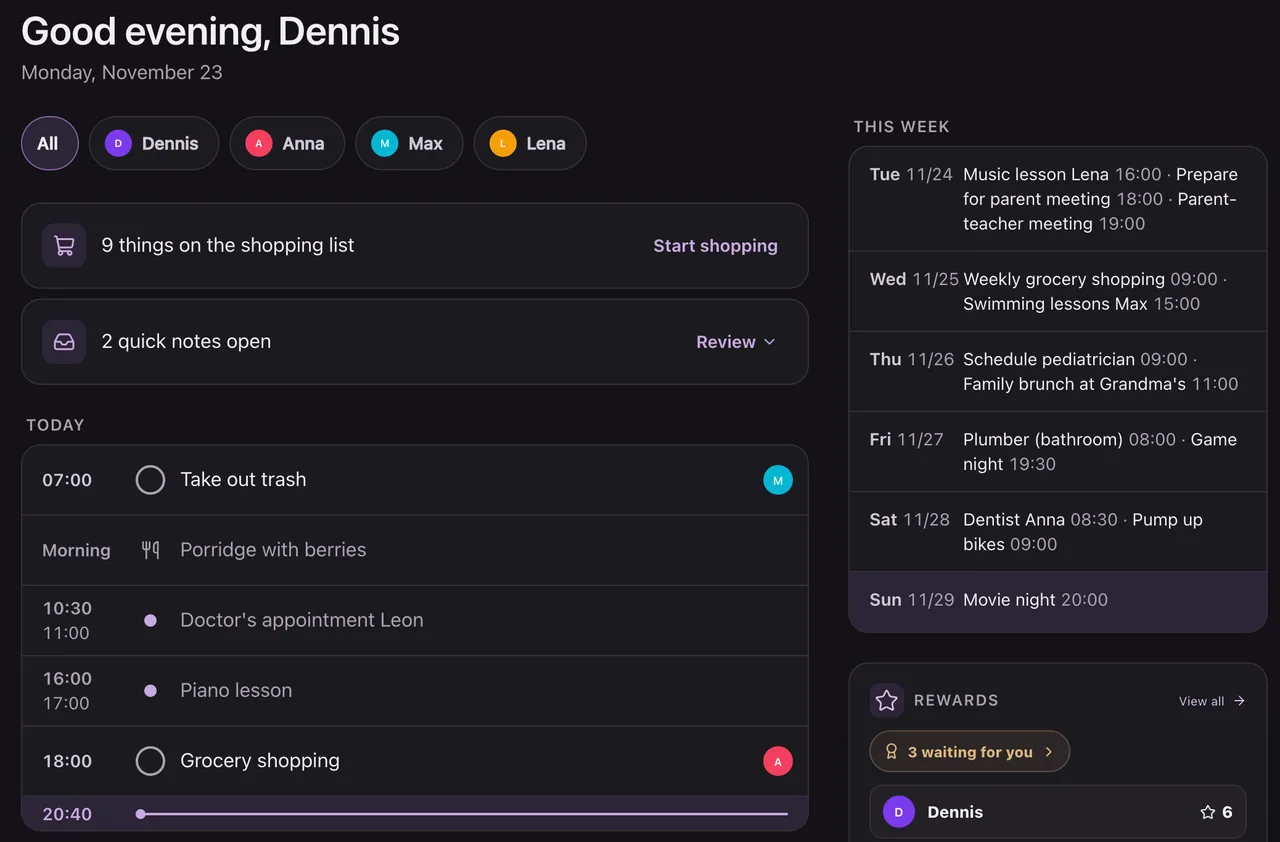 Good evening, Dennis
Monday, November 23
All
D Dennis
A Anna
M Max
L Lena
9 things on the shopping list
Start shopping
2 quick notes open
Review
TODAY
07:00 Take out trash M
Morning Porridge with berries
10:30
11:00
Doctor's appointment Leon
16:00
17:00
Piano lesson
18:00 Grocery shopping A
20:40
THIS WEEK
Tue 11/24 Music lesson Lena 16:00 · Prepare
for parent meeting 18:00 · Parent-
teacher meeting 19:00
Wed 11/25 Weekly grocery shopping 09:00 ·
Swimming lessons Max 15:00
Thu 11/26 Schedule pediatrician 09:00 ·
Family brunch at Grandma's 11:00
Fri 11/27 Plumber (bathroom) 08:00 · Game
night 19:30
Sat 11/28 Dentist Anna 08:30 · Pump up
bikes 09:00
Sun 11/29 Movie night 20:00
REWARDS
View all →
3 waiting for you
D Dennis 6